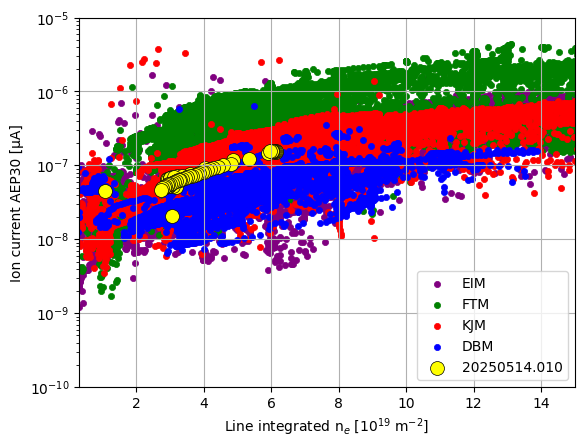 10⁻⁵
10⁻⁶
10⁻⁷
10⁻⁸
10⁻⁹
10⁻¹⁰
Ion current AEP30 [µA]
EIM
FTM
KJM
DBM
20250514.010
2 4 6 8 10 12 14
Line integrated nₑ [10¹⁹ m⁻²]